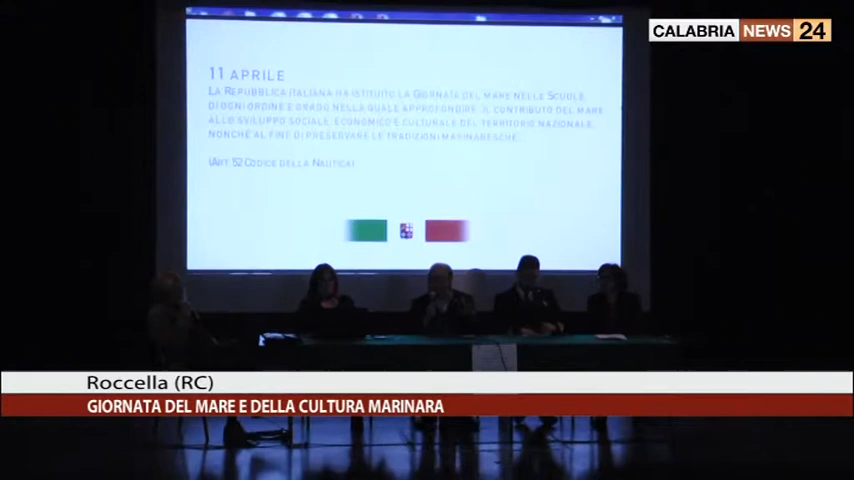 CALABRIA NEWS 24
11 APRILE
LA REPUBBLICA ITALIANA HA ISTITUITO LA GIORNATA DEL MARE NELLE SCUOLE
DI OGNI ORDINE E GRADO NELLA QUALE APPROFONDIRE IL CONTRIBUTO DEL MARE
ALLO SVILUPPO SOCIALE, ECONOMICO E CULTURALE DEL TERRITORIO NAZIONALE,
NONCHÉ AL FINE DI PRESERVARE LE TRADIZIONI MARINARESCHE.
(ART. 52 CODICE DELLA NAUTICA)
Roccella (RC)
GIORNATA DEL MARE E DELLA CULTURA MARINARA